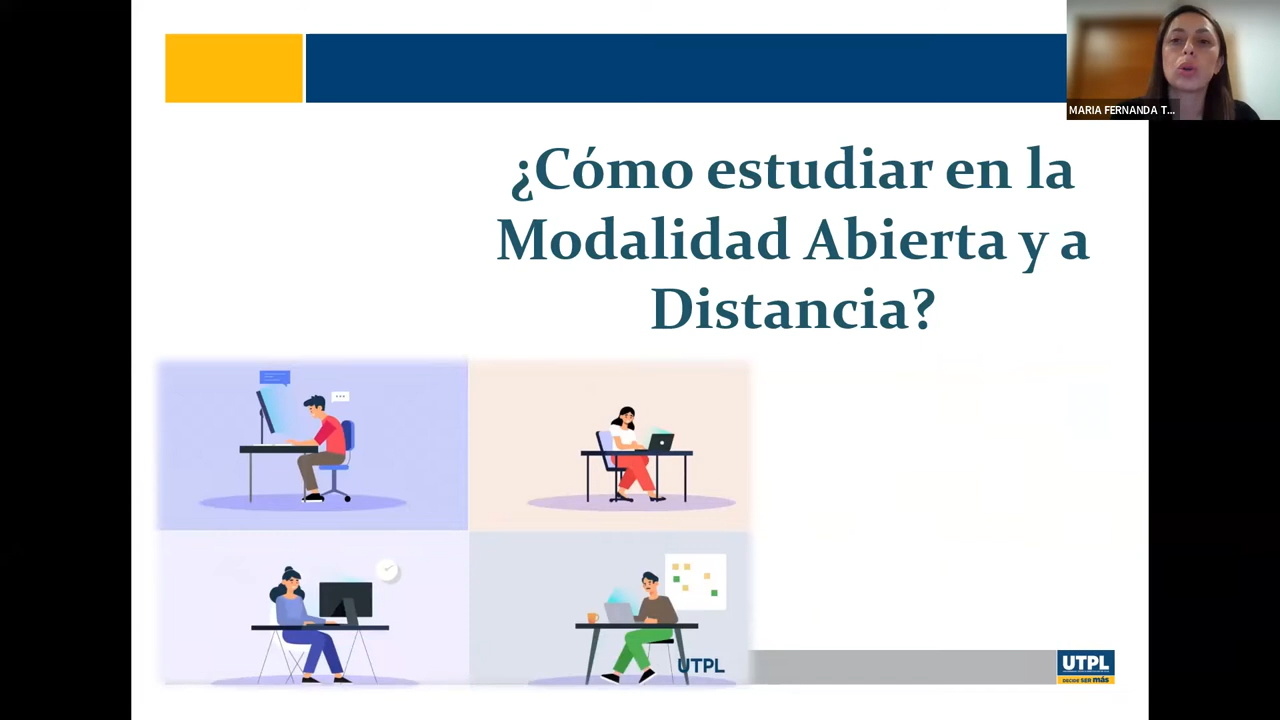 MARIA FERNANDA T...
¿Cómo estudiar en la
Modalidad Abierta y a
Distancia?
UTPL
UTPL
DECIDE SER más